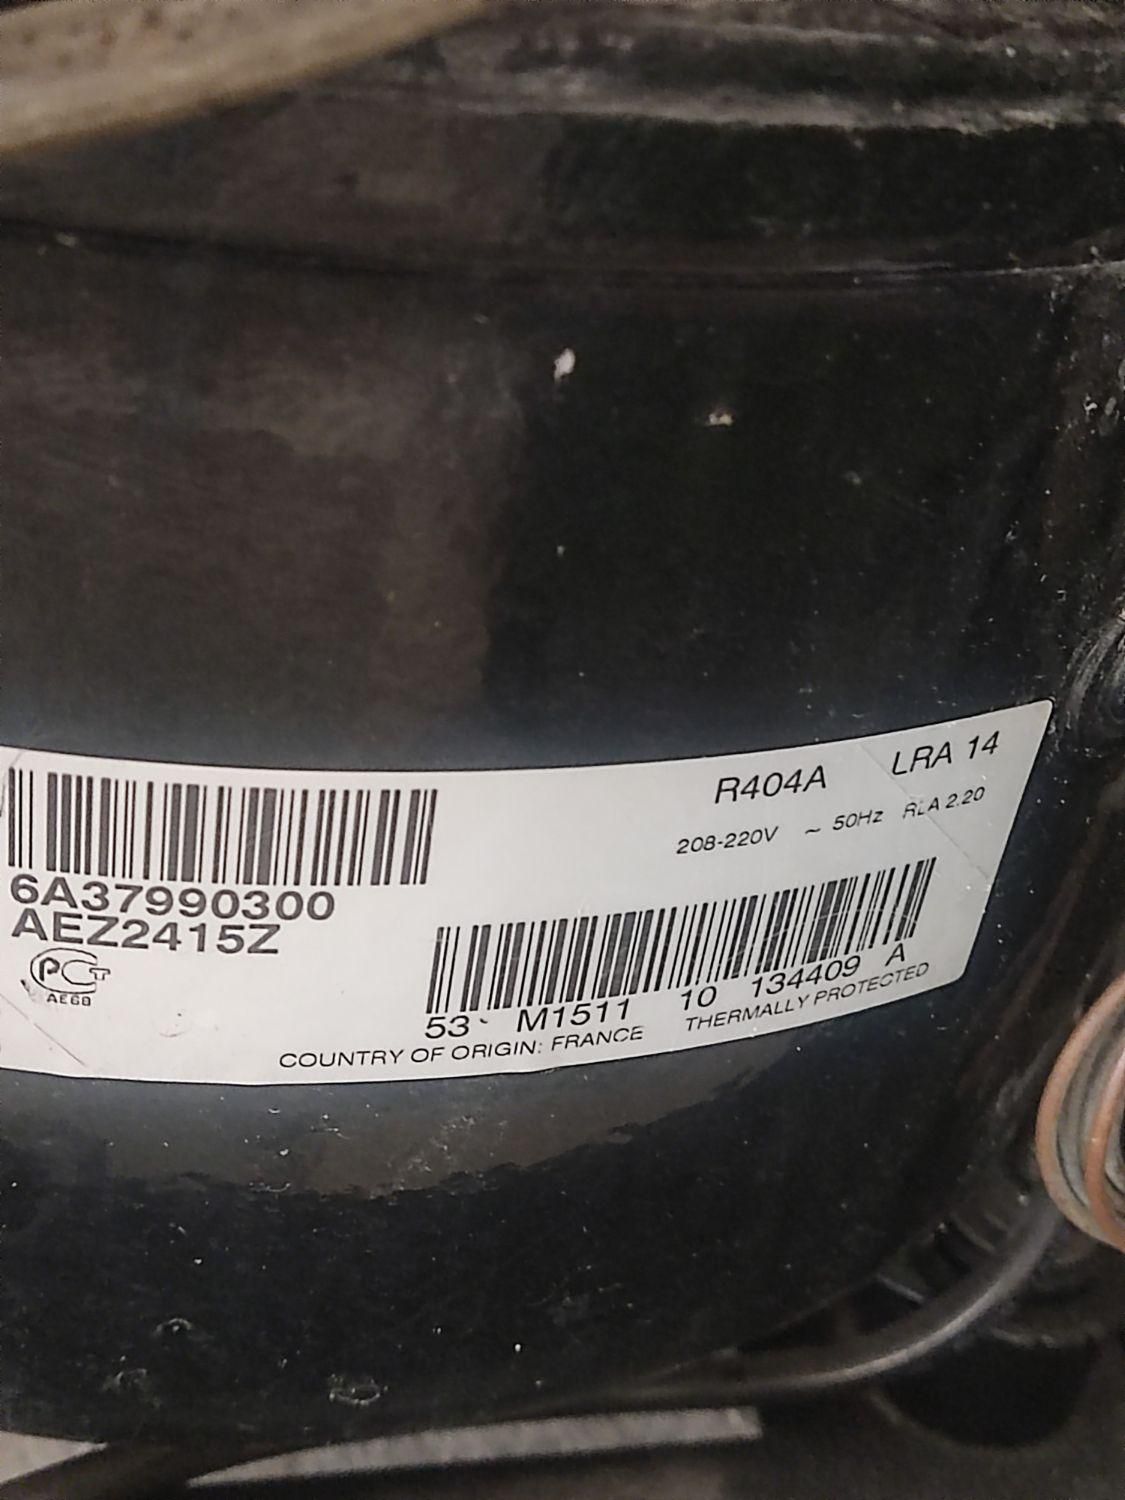 R404A LRA 14
208-220V ~ 50Hz RLA 2.20
6A37990300
AEZ2415Z
PCT
AE68
53 M1511 10 134409 A
COUNTRY OF ORIGIN: FRANCE THERMALLY PROTECTED